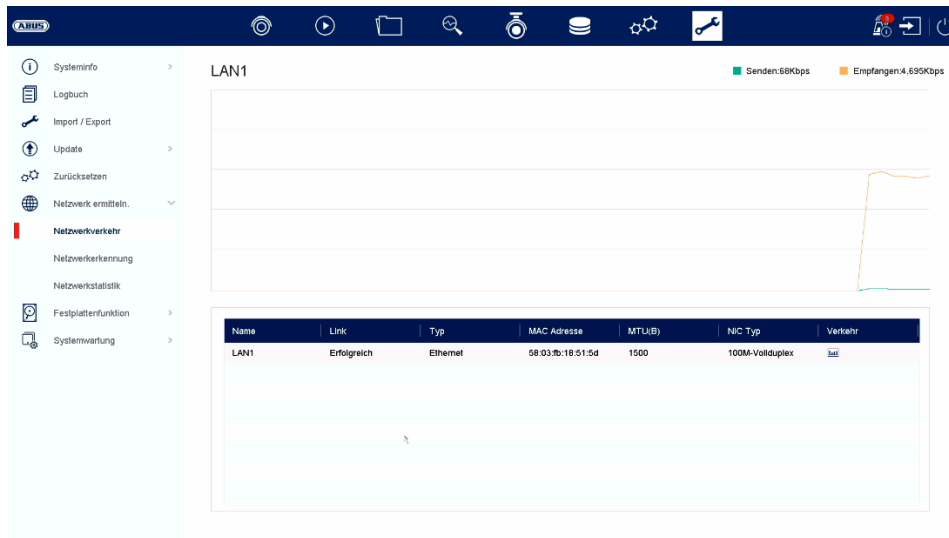 ABUS
5
Systeminfo
Logbuch
Import / Export
Update
Zurücksetzen
Netzwerk ermitteln.
Netzwerkverkehr
Netzwerkerkennung
Netzwerkstatistik
Festplattenfunktion
Systemwartung
LAN1
Senden:68Kbps Empfangen:4,695Kbps
Name Link Typ MAC Adresse MTU(B) NIC Typ Verkehr
LAN1 Erfolgreich Ethernet 58:03:fb:18:51:5d 1500 100M-Vollduplex